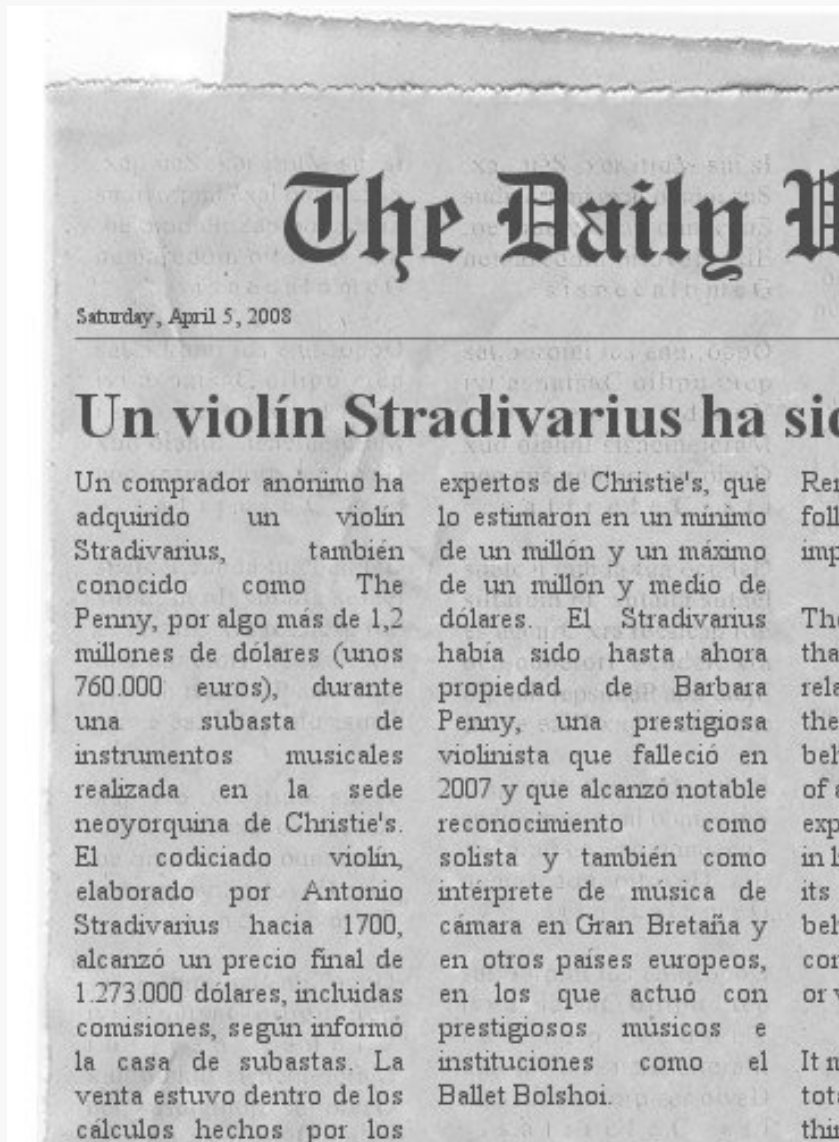 The Daily
Saturday, April 5, 2008
Un violín Stradivarius ha
Un comprador anónimo ha
adquirido un violín
Stradivarius, también
conocido como The
Penny, por algo más de 1,2
millones de dólares (unos
760.000 euros), durante
una subasta de
instrumentos musicales
realizada en la sede
neoyorquina de Christie's.
El codiciado violín,
elaborado por Antonio
Stradivarius hacia 1700,
alcanzó un precio final de
1.273.000 dólares, incluidas
comisiones, según informó
la casa de subastas. La
venta estuvo dentro de los
cálculos hechos por los
expertos de Christie's, que
lo estimaron en un mínimo
de un millón y un máximo
de un millón y medio de
dólares. El Stradivarius
había sido hasta ahora
propiedad de Barbara
Penny, una prestigiosa
violinista que falleció en
2007 y que alcanzó notable
reconocimiento como
solista y también como
intérprete de música de
cámara en Gran Bretaña y
en otros países europeos,
en los que actuó con
prestigiosos músicos e
instituciones como el
Ballet Bolshoi.
the
of
in
its
or
It